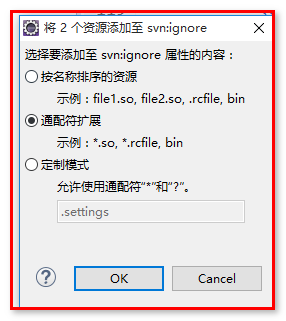 将 2 个资源添加至 svn:ignore
选择要添加至 svn:ignore 属性的内容：
按名称排序的资源
示例：file1.so, file2.so, .rcfile, bin
通配符扩展
示例：*.so, *.rcfile, bin
定制模式
允许使用通配符“*”和“?”。
.settings
OK
Cancel